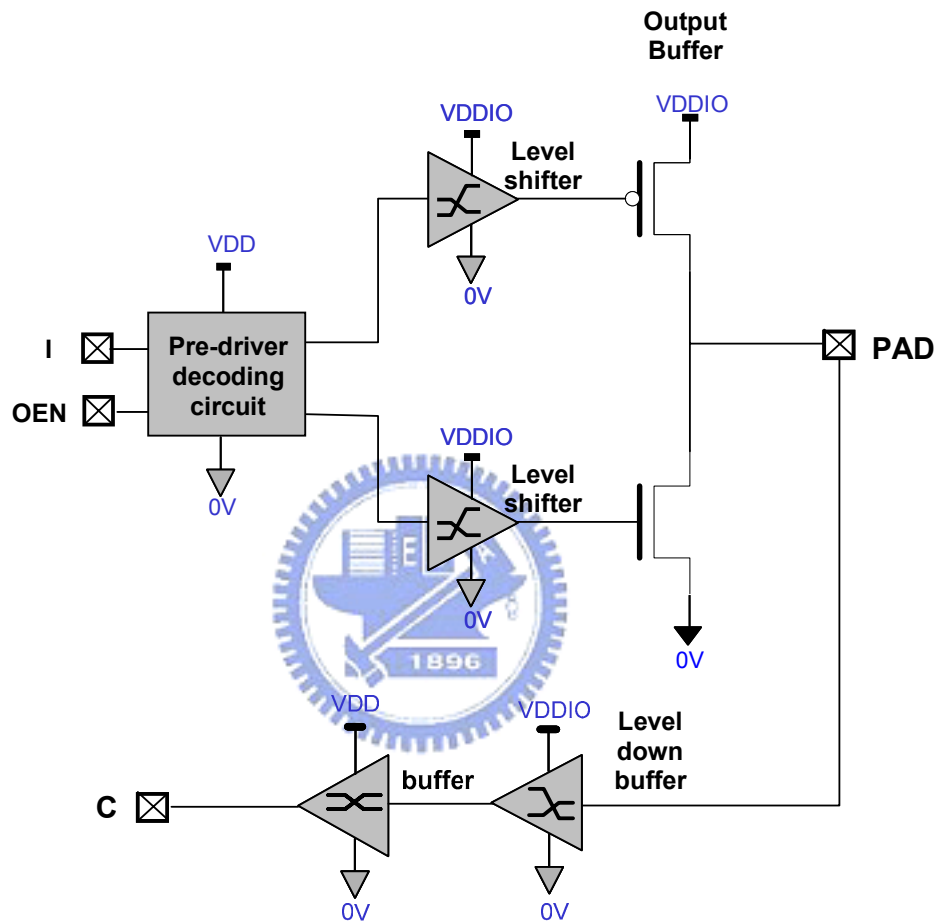 Output
Buffer
VDDIO
VDDIO
Level
shifter
VDD
0V
I
Pre-driver
decoding
circuit
PAD
OEN
VDDIO
0V
Level
shifter
0V
1896
0V
VDD
VDDIO
Level
down
buffer
buffer
C
0V
0V